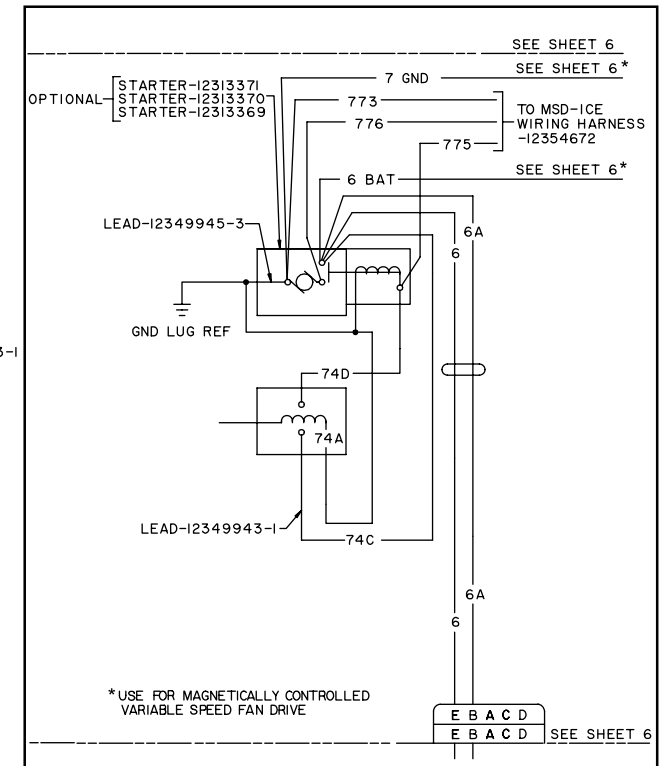 SEE SHEET 6
SEE SHEET 6*
7 GND
OPTIONAL
STARTER-12313371
STARTER-12313370
STARTER-12313369
773
776
775
TO MSD-ICE
WIRING HARNESS
-12354672
SEE SHEET 6*
6 BAT
LEAD-12349945-3
6A
6
GND LUG REF
3-1
74D
74A
LEAD-12349943-1
74C
6A
6
*USE FOR MAGNETICALLY CONTROLLED
VARIABLE SPEED FAN DRIVE
E B A C D
E B A C D
SEE SHEET 6